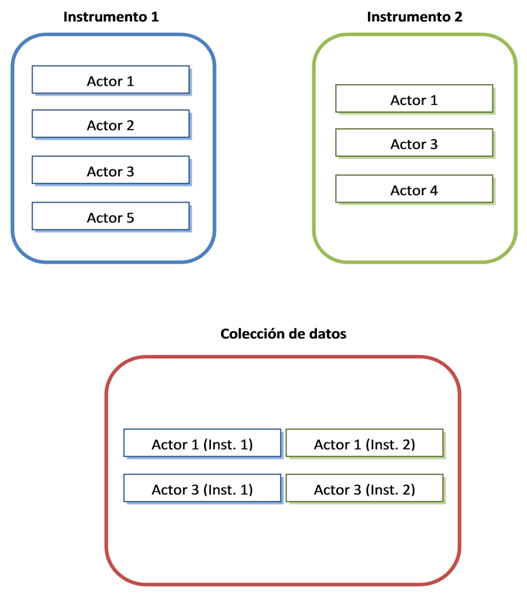 Instrumento 1
Actor 1
Actor 2
Actor 3
Actor 5
Instrumento 2
Actor 1
Actor 3
Actor 4
Colección de datos
Actor 1 (Inst. 1) Actor 1 (Inst. 2)
Actor 3 (Inst. 1) Actor 3 (Inst. 2)